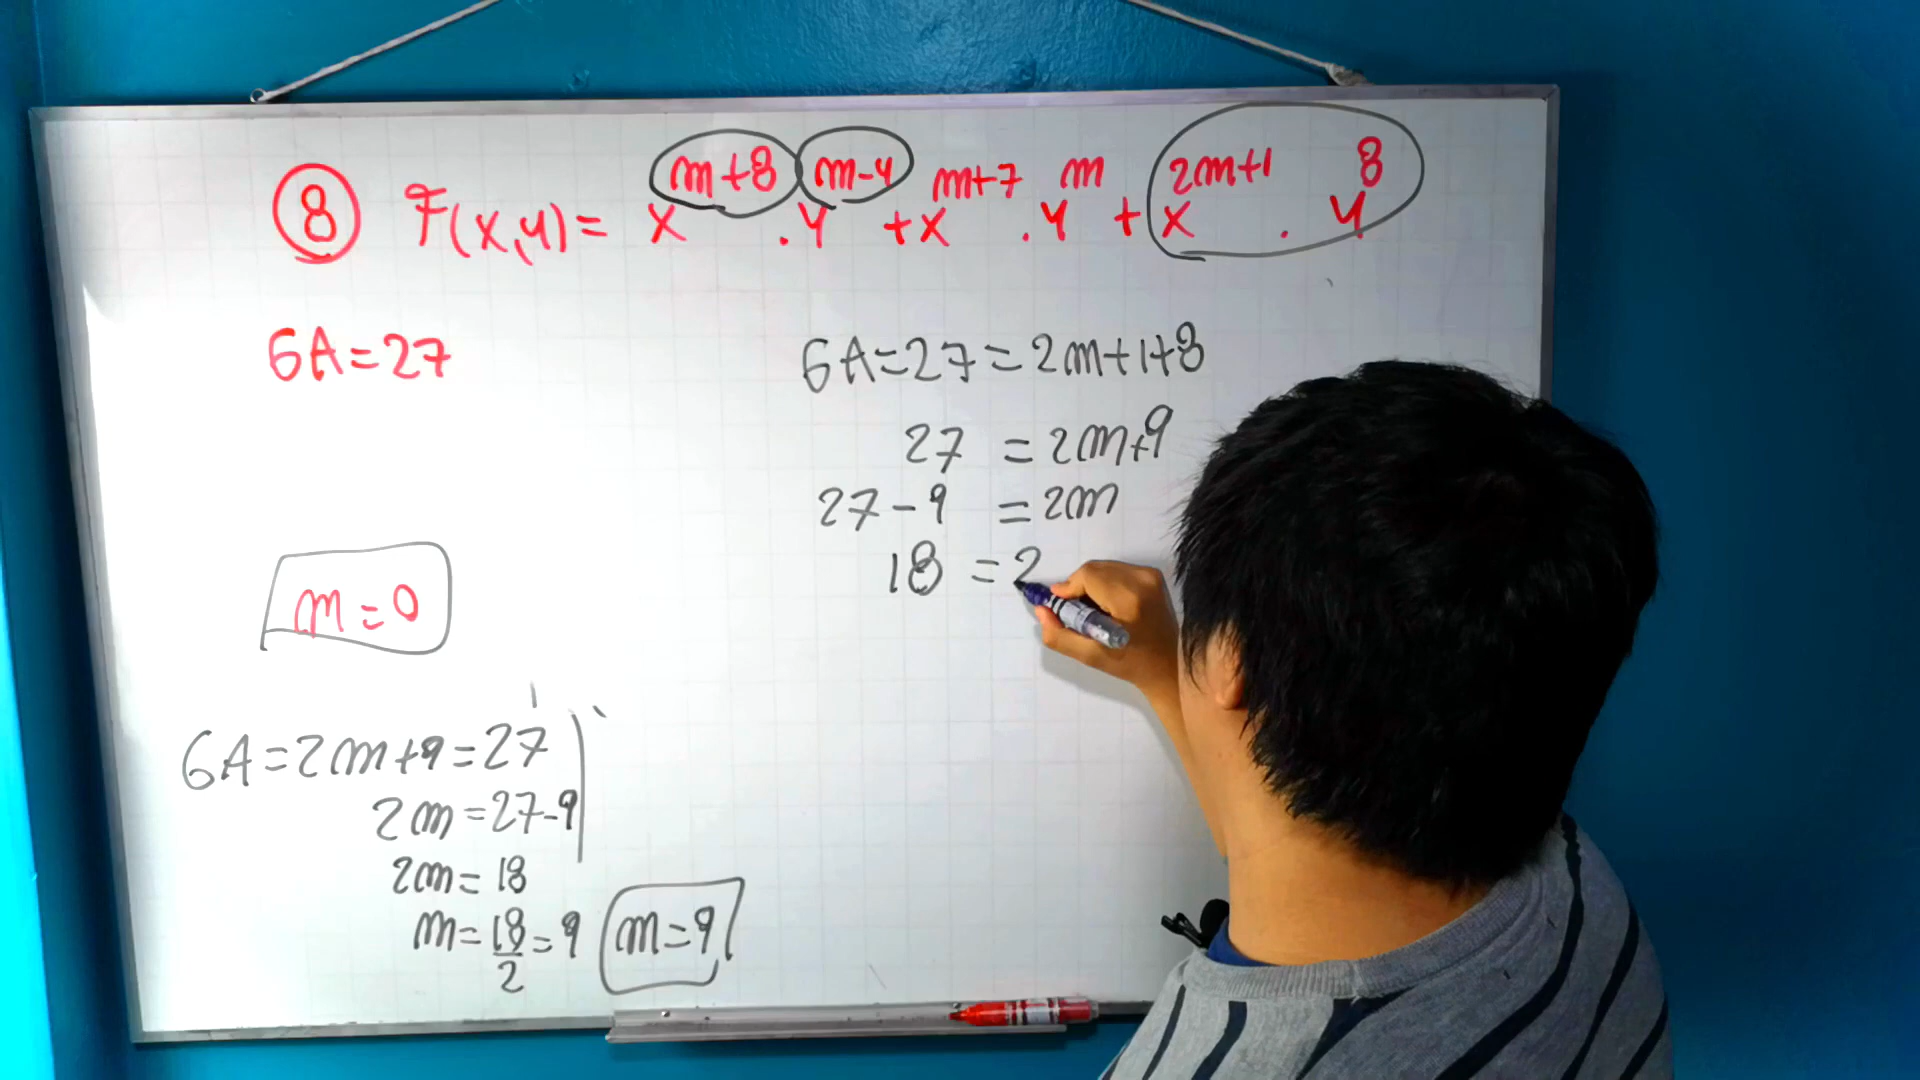 ⑧ F(x,y) = x^{m+8} . y^{m-4} + x^{m+7} . y^{m} + x^{2m+1} . y^{8}
GA=27
m=0
GA=2m+9=27
2m=27-9
2m=18
m=18/2=9 m=9
GA=27=2m+1+8
27 =2m+9
27-9 =2m
18 =2